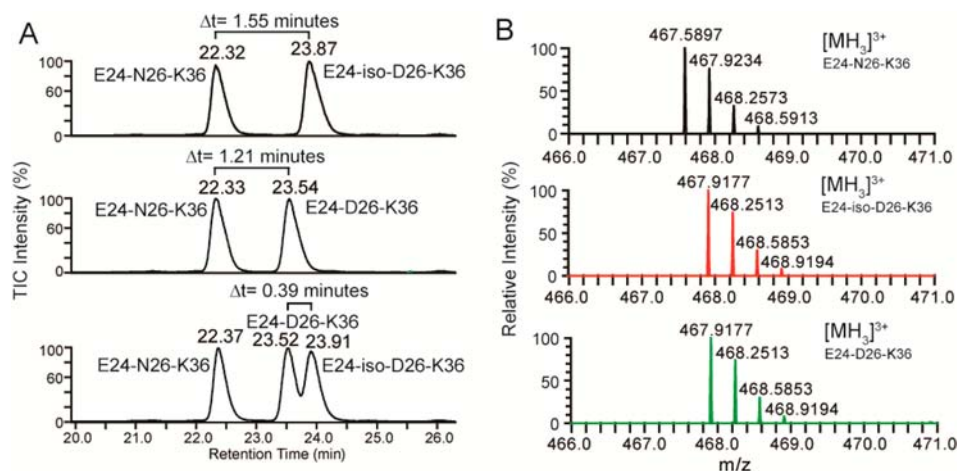 A
Δt= 1.55 minutes
22.32
23.87
E24-N26-K36
E24-iso-D26-K36
100
50
0
Δt= 1.21 minutes
22.33
23.54
E24-N26-K36
E24-D26-K36
100
50
0
Δt= 0.39 minutes
E24-D26-K36
22.37
23.52
23.91
E24-N26-K36
E24-iso-D26-K36
100
50
0
20.0 21.0 22.0 23.0 24.0 25.0 26.0
Retention Time (min)
TIC Intensity (%)
B
467.5897
[MH3]3+
E24-N26-K36
467.9234
468.2573
468.5913
100
50
0
466.0 467.0 468.0 469.0 470.0 471.0
467.9177
[MH3]3+
E24-iso-D26-K36
468.2513
468.5853
468.9194
100
50
0
466.0 467.0 468.0 469.0 470.0 471.0
467.9177
[MH3]3+
E24-D26-K36
468.2513
468.5853
468.9194
100
50
0
466.0 467.0 468.0 469.0 470.0 471.0
m/z
Relative Intensity (%)